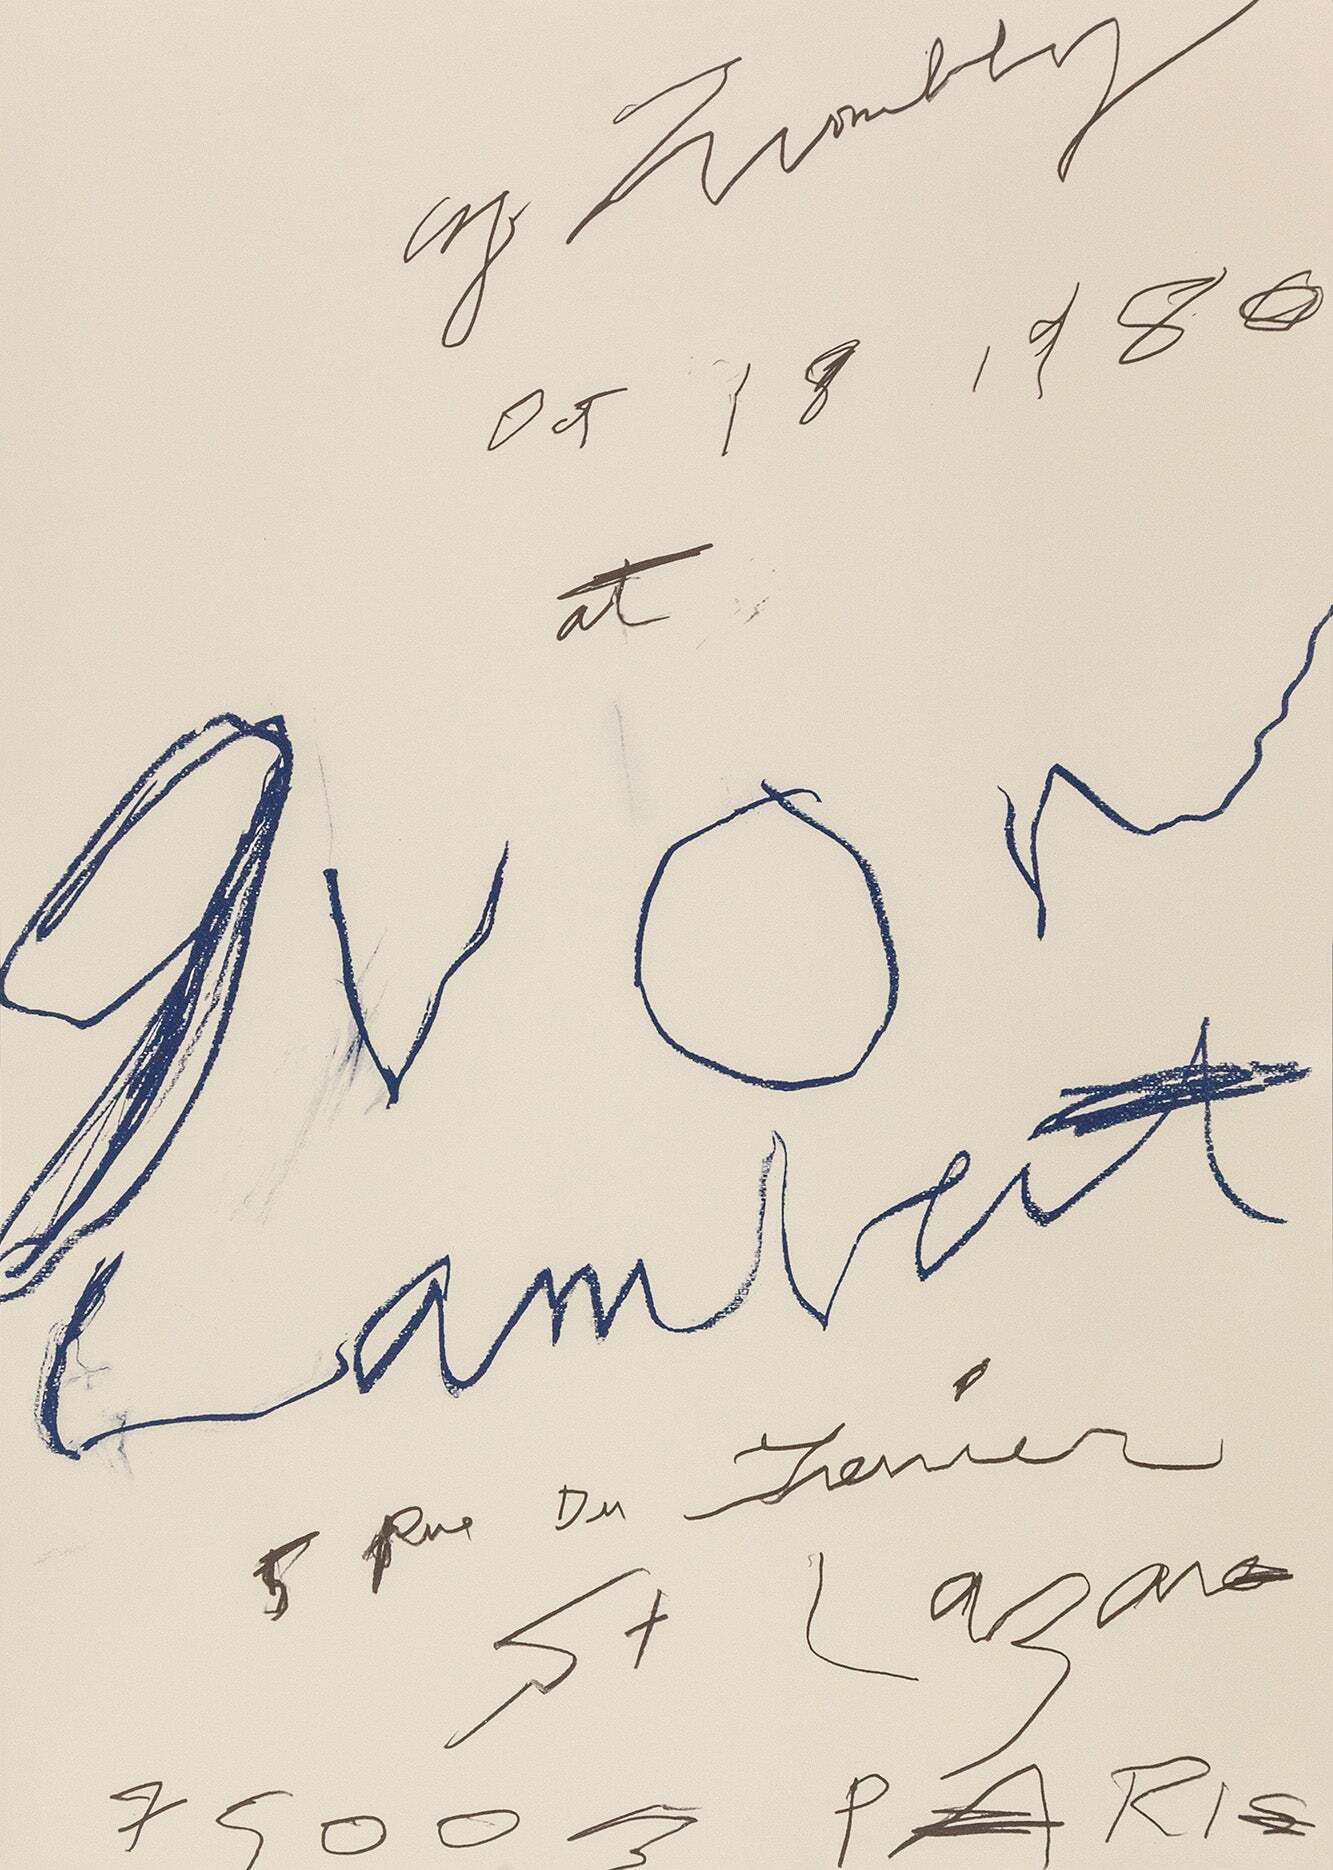 Cy Twombly
Oct 18 1980
at
yvon
Lambert
5 Rue Du Grenier
St Lazare
75003 PARIS